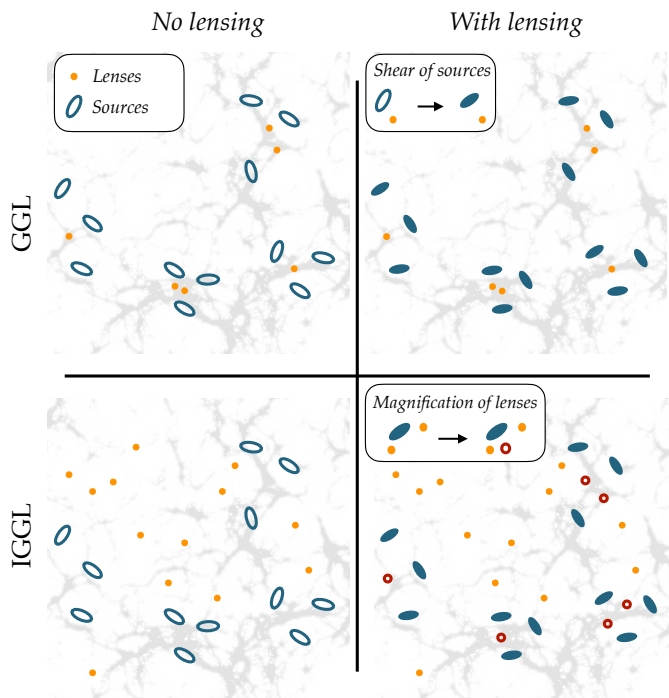 No lensing
With lensing
Lenses
Sources
Shear of sources
GGL
Magnification of lenses
IGGL